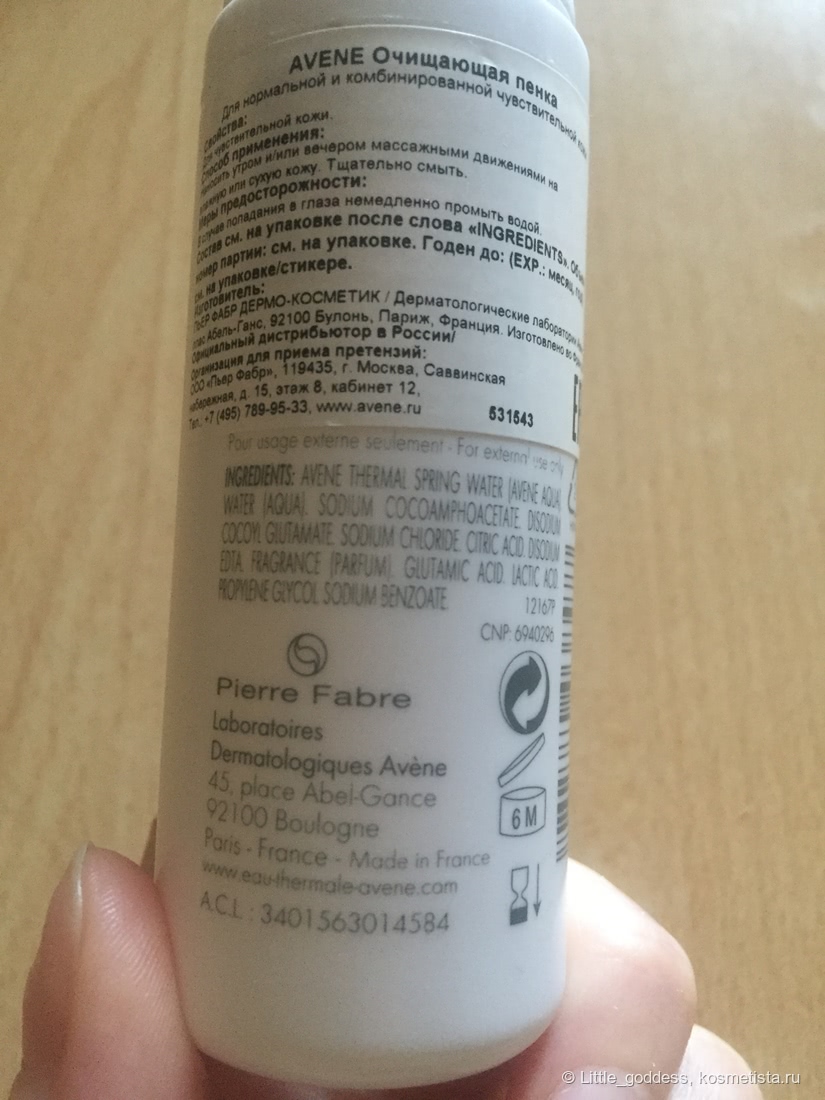 AVENE Очищающая пенка
Для нормальной и комбинированной чувствительной
Свойства:
Для чувствительной кожи.
Способ применения:
Наносить утром и/или вечером массажными движениями на
влажную или сухую кожу. Тщательно смыть.
Меры предосторожности:
В случае попадания в глаза немедленно промыть водой.
Состав см. на упаковке после слова «INGREDIENTS».
номер партии: см. на упаковке. Годен до: (EXP.: месяц,
см. на упаковке/стикере.
Изготовитель:
ПЬЕР ФАБР ДЕРМО-КОСМЕТИК / Дерматологические лаборатории
плас Абель-Ганс, 92100 Булонь, Париж, Франция. Изготовлено во
Официальный дистрибьютор в России/
Организация для приема претензий:
ООО «Пьер Фабр», 119435, г. Москва, Саввинская
набережная, д. 15, этаж 8, кабинет 12,
Тел. +7 (495) 789-95-33, www.avene.ru
531543
Pour usage externe seulement - For external use only
INGREDIENTS: AVENE THERMAL SPRING WATER (AVENE AQUA).
WATER (AQUA). SODIUM COCOAMPHOACETATE. DISODIUM
COCOYL GLUTAMATE. SODIUM CHLORIDE. CITRIC ACID. DISODIUM
EDTA. FRAGRANCE (PARFUM). GLUTAMIC ACID. LACTIC ACID.
PROPYLENE GLYCOL. SODIUM BENZOATE.
12167P
CNP: 6940296
Pierre Fabre
Laboratoires
Dermatologiques Avène
45, place Abel-Gance
92100 Boulogne
Paris - France - Made in France
www.eau-thermale-avene.com
A.C.L : 3401563014584
6M
© Little_goddess, kosmetista.ru